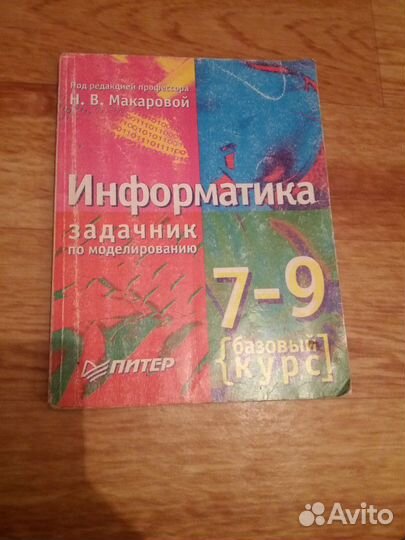 Под редакцией профессора
Н. В. Макаровой
Информатика
задачник
по моделированию
7-9
{базовый
курс]
ПИТЕР
Avito